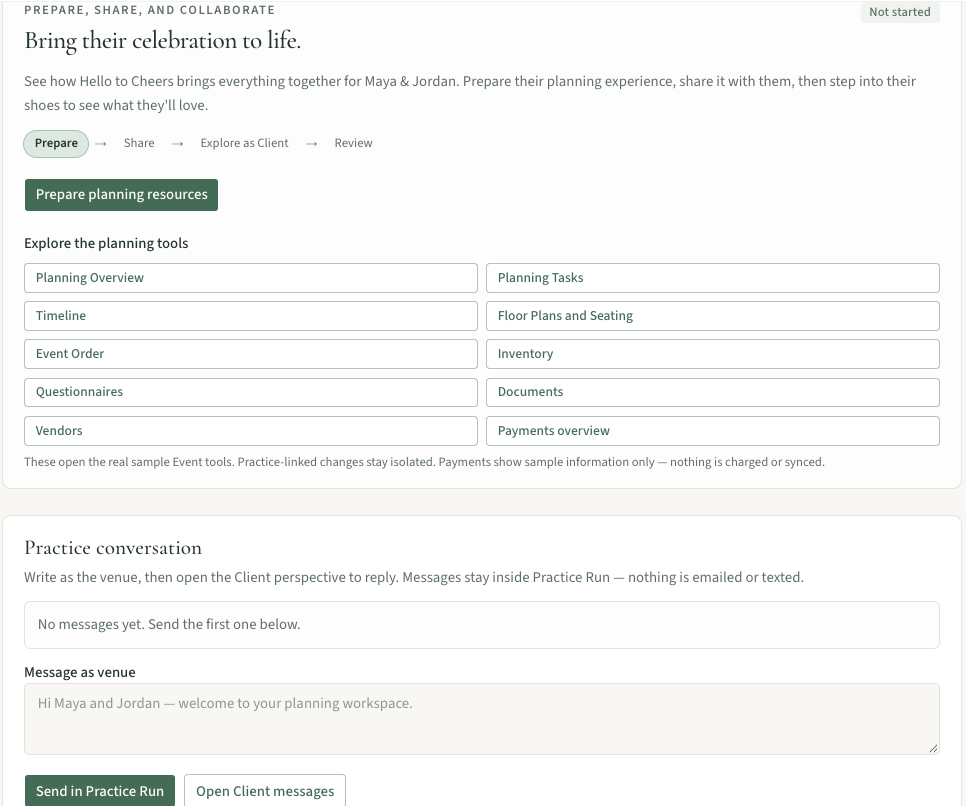 PREPARE, SHARE, AND COLLABORATE
Not started
Bring their celebration to life.
See how Hello to Cheers brings everything together for Maya & Jordan. Prepare their planning experience, share it with them, then step into their
shoes to see what they'll love.
Prepare → Share → Explore as Client → Review
Prepare planning resources
Explore the planning tools
Planning Overview
Planning Tasks
Timeline
Floor Plans and Seating
Event Order
Inventory
Questionnaires
Documents
Vendors
Payments overview
These open the real sample Event tools. Practice-linked changes stay isolated. Payments show sample information only — nothing is charged or synced.
Practice conversation
Write as the venue, then open the Client perspective to reply. Messages stay inside Practice Run — nothing is emailed or texted.
No messages yet. Send the first one below.
Message as venue
Hi Maya and Jordan — welcome to your planning workspace.
Send in Practice Run
Open Client messages